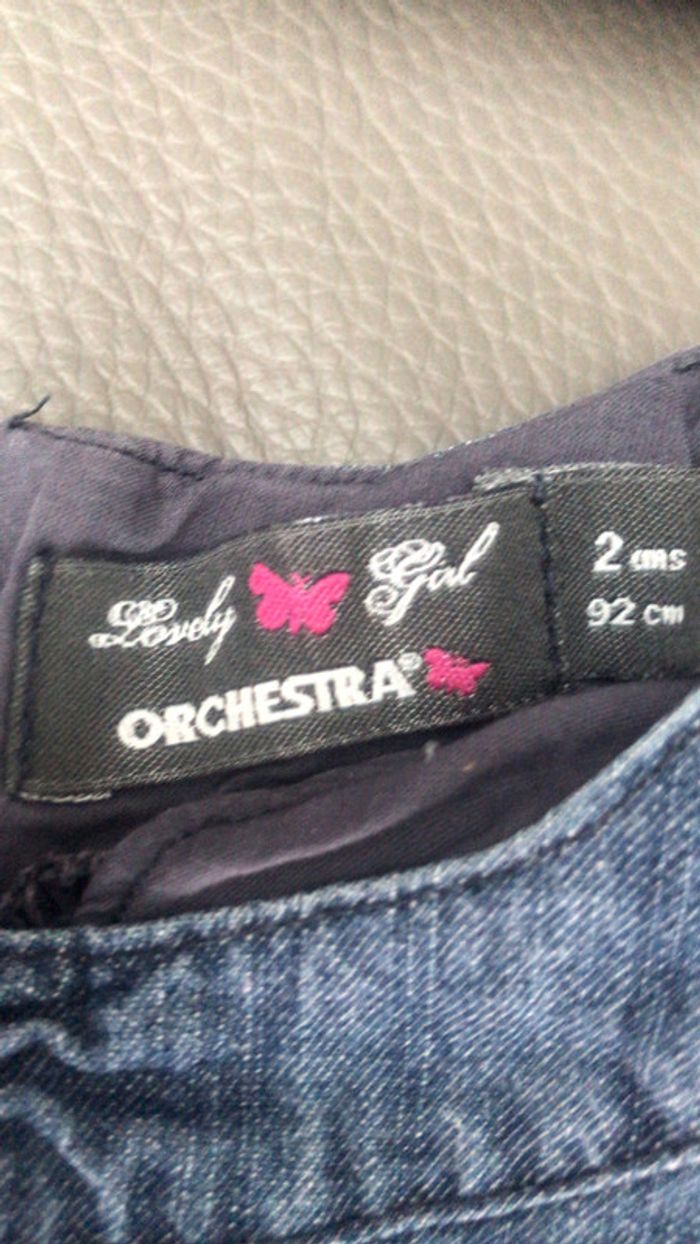 Lovely Girl
ORCHESTRA®
2 ans
92 cm